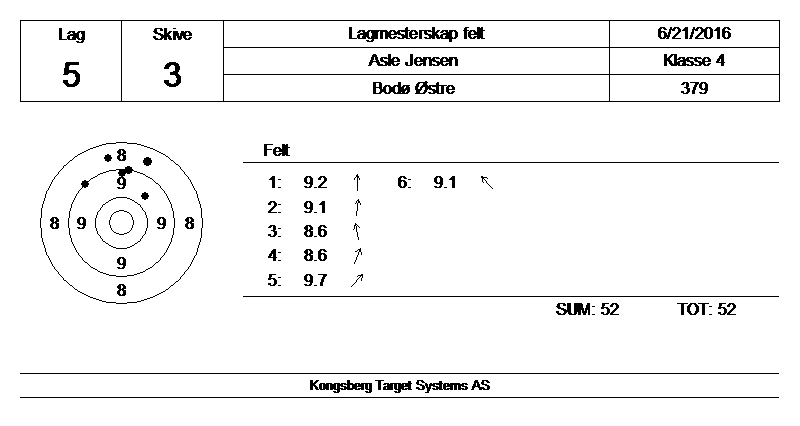 Lag Skive Lagmesterskap felt 6/21/2016
5 3 Asle Jensen Klasse 4
Bodø Østre 379
Felt
8
9
8 9 9 8
9
8
1: 9.2 6: 9.1
2: 9.1
3: 8.6
4: 8.6
5: 9.7
SUM: 52 TOT: 52
Kongsberg Target Systems AS